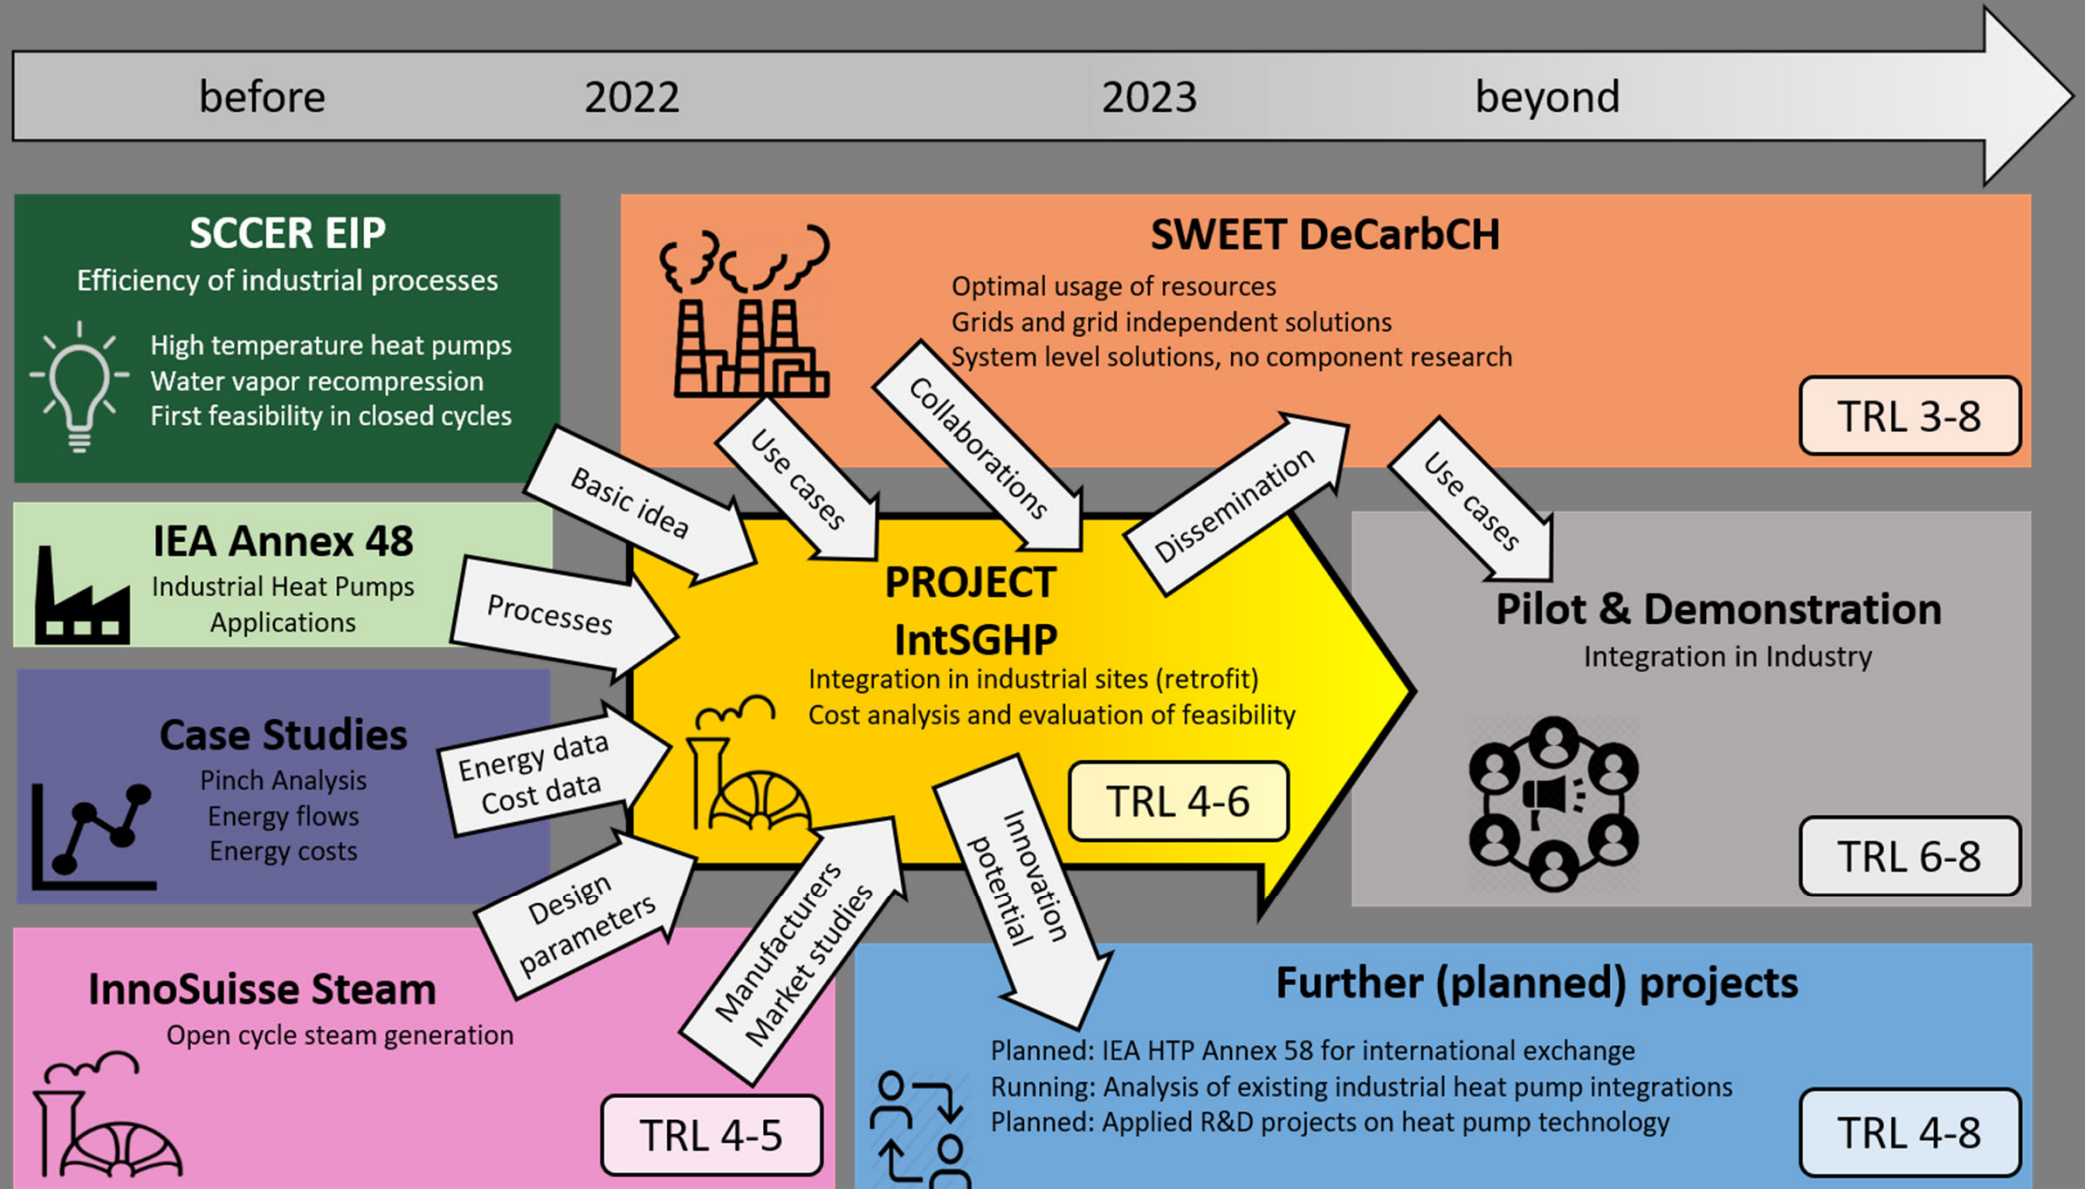 before 2022 2023 beyond
SCCER EIP
Efficiency of industrial processes
High temperature heat pumps
Water vapor recompression
First feasibility in closed cycles
SWEET DeCarbCH
Optimal usage of resources
Grids and grid independent solutions
System level solutions, no component research
TRL 3-8
Basic idea
Use cases
Collaborations
Dissemination
Use cases
IEA Annex 48
Industrial Heat Pumps
Applications
Processes
PROJECT
IntSGHP
Integration in industrial sites (retrofit)
Cost analysis and evaluation of feasibility
TRL 4-6
Pilot & Demonstration
Integration in Industry
TRL 6-8
Case Studies
Pinch Analysis
Energy flows
Energy costs
Energy data
Cost data
Design
parameters
Manufacturers
Market studies
Innovation
potential
InnoSuisse Steam
Open cycle steam generation
TRL 4-5
Further (planned) projects
Planned: IEA HTP Annex 58 for international exchange
Running: Analysis of existing industrial heat pump integrations
Planned: Applied R&D projects on heat pump technology
TRL 4-8